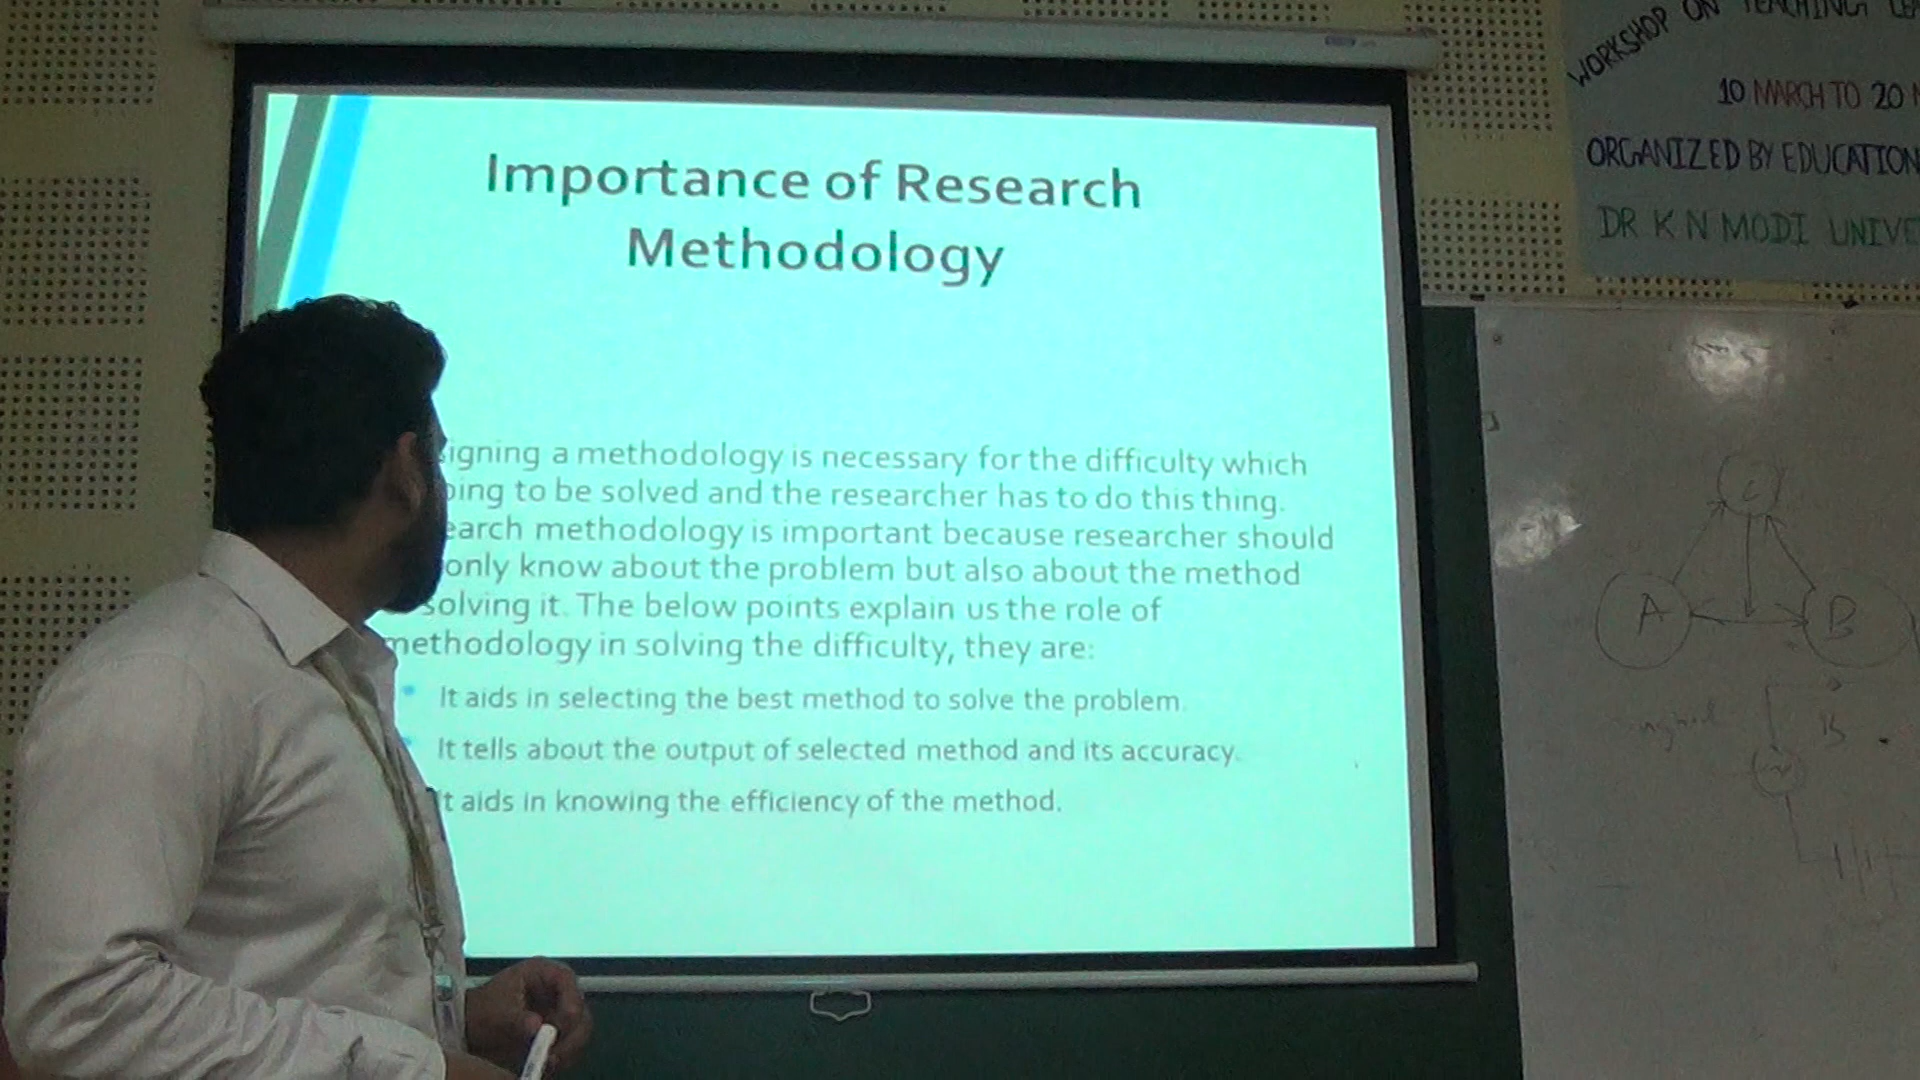 Importance of Research
Methodology
igning a methodology is necessary for the difficulty which
ing to be solved and the researcher has to do this thing.
earch methodology is important because researcher should
only know about the problem but also about the method
solving it. The below points explain us the role of
methodology in solving the difficulty, they are:
It aids in selecting the best method to solve the problem.
It tells about the output of selected method and its accuracy.
It aids in knowing the efficiency of the method.
WORKSHOP ON TEACHING LEA
10 MARCH TO 20 M
ORGANIZED BY EDUCATION
DR K N MODI UNIVE
A
B